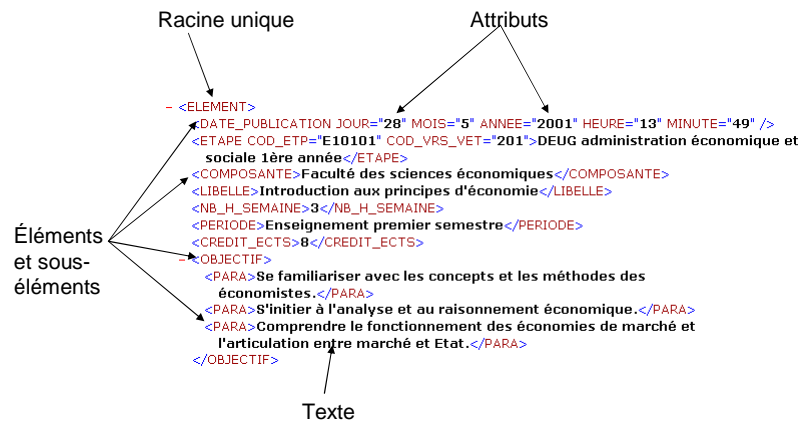 Racine unique
Attributs
- <ELEMENT>
<DATE_PUBLICATION JOUR="28" MOIS="5" ANNEE="2001" HEURE="13" MINUTE="49" />
<ETAPE COD_ETP="E10101" COD_VRS_VET="201">DEUG administration économique et
sociale 1ère année</ETAPE>
<COMPOSANTE>Faculté des sciences économiques</COMPOSANTE>
<LIBELLE>Introduction aux principes d'économie</LIBELLE>
<NB_H_SEMAINE>3</NB_H_SEMAINE>
<PERIODE>Enseignement premier semestre</PERIODE>
<CREDIT_ECTS>8</CREDIT_ECTS>
- <OBJECTIF>
<PARA>Se familiariser avec les concepts et les méthodes des
économistes.</PARA>
<PARA>S'initier à l'analyse et au raisonnement économique.</PARA>
<PARA>Comprendre le fonctionnement des économies de marché et
l'articulation entre marché et Etat.</PARA>
</OBJECTIF>
Éléments
et sous-
éléments
Texte